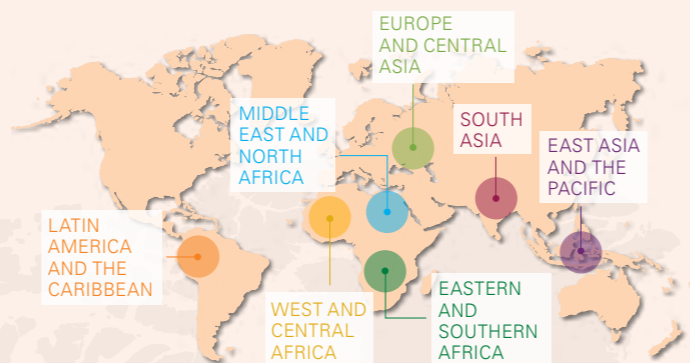 EUROPE
AND CENTRAL
ASIA
MIDDLE
EAST AND
NORTH
AFRICA
SOUTH
ASIA
EAST ASIA
AND THE
PACIFIC
LATIN
AMERICA
AND THE
CARIBBEAN
WEST AND
CENTRAL
AFRICA
EASTERN
AND
SOUTHERN
AFRICA